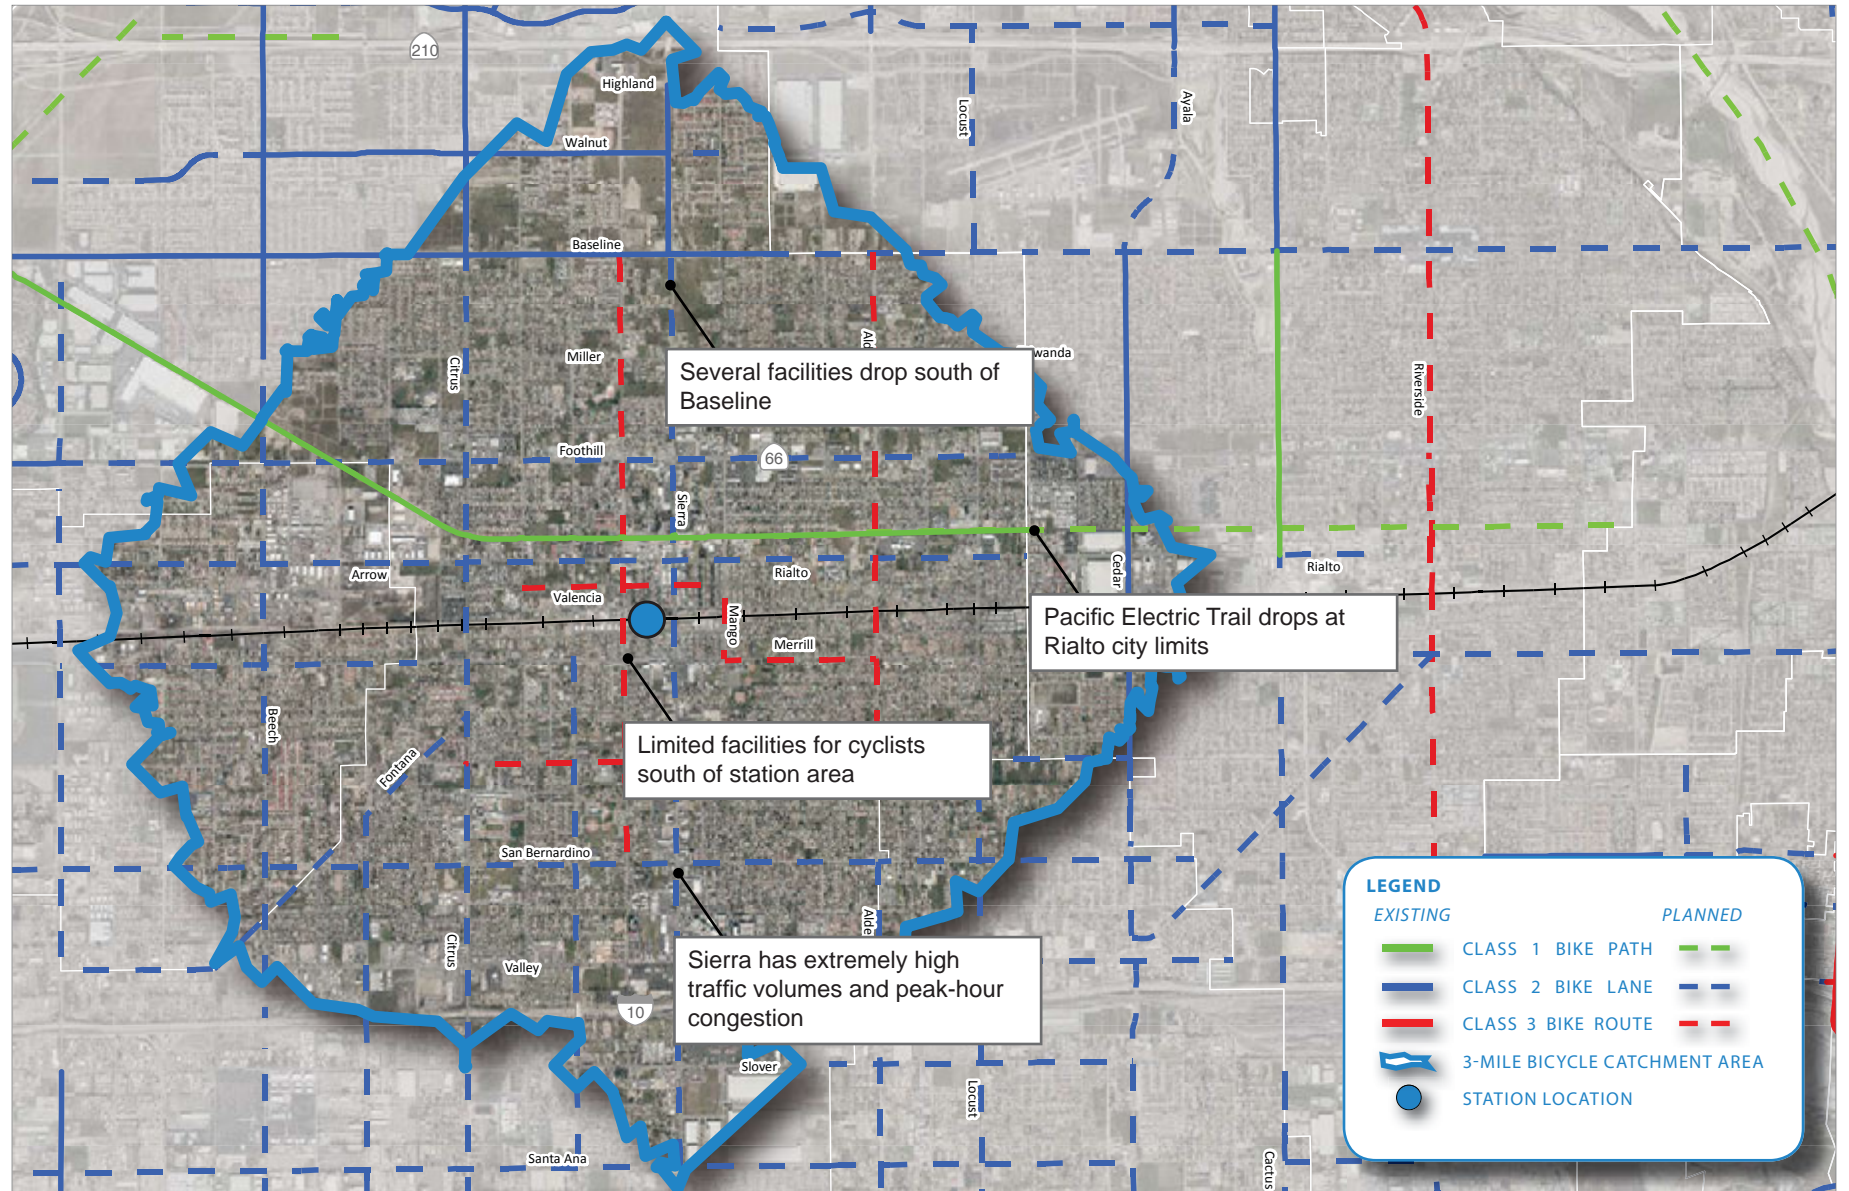 210
Highland
Locust
Ayala
Walnut
Baseline
Citrus
Miller
Several facilities drop south of
Baseline
wanda
Riverside
Foothill
66
Sierra
Arrow
Valencia
Rialto
Cedar
Rialto
Mango
Merrill
Pacific Electric Trail drops at
Rialto city limits
Beech
Fontana
Limited facilities for cyclists
south of station area
San Bernardino
Citrus
Valley
Alde
10
Sierra has extremely high
traffic volumes and peak-hour
congestion
Slover
Locust
Santa Ana
Cactus
LEGEND
EXISTING PLANNED
CLASS 1 BIKE PATH
CLASS 2 BIKE LANE
CLASS 3 BIKE ROUTE
3-MILE BICYCLE CATCHMENT AREA
STATION LOCATION